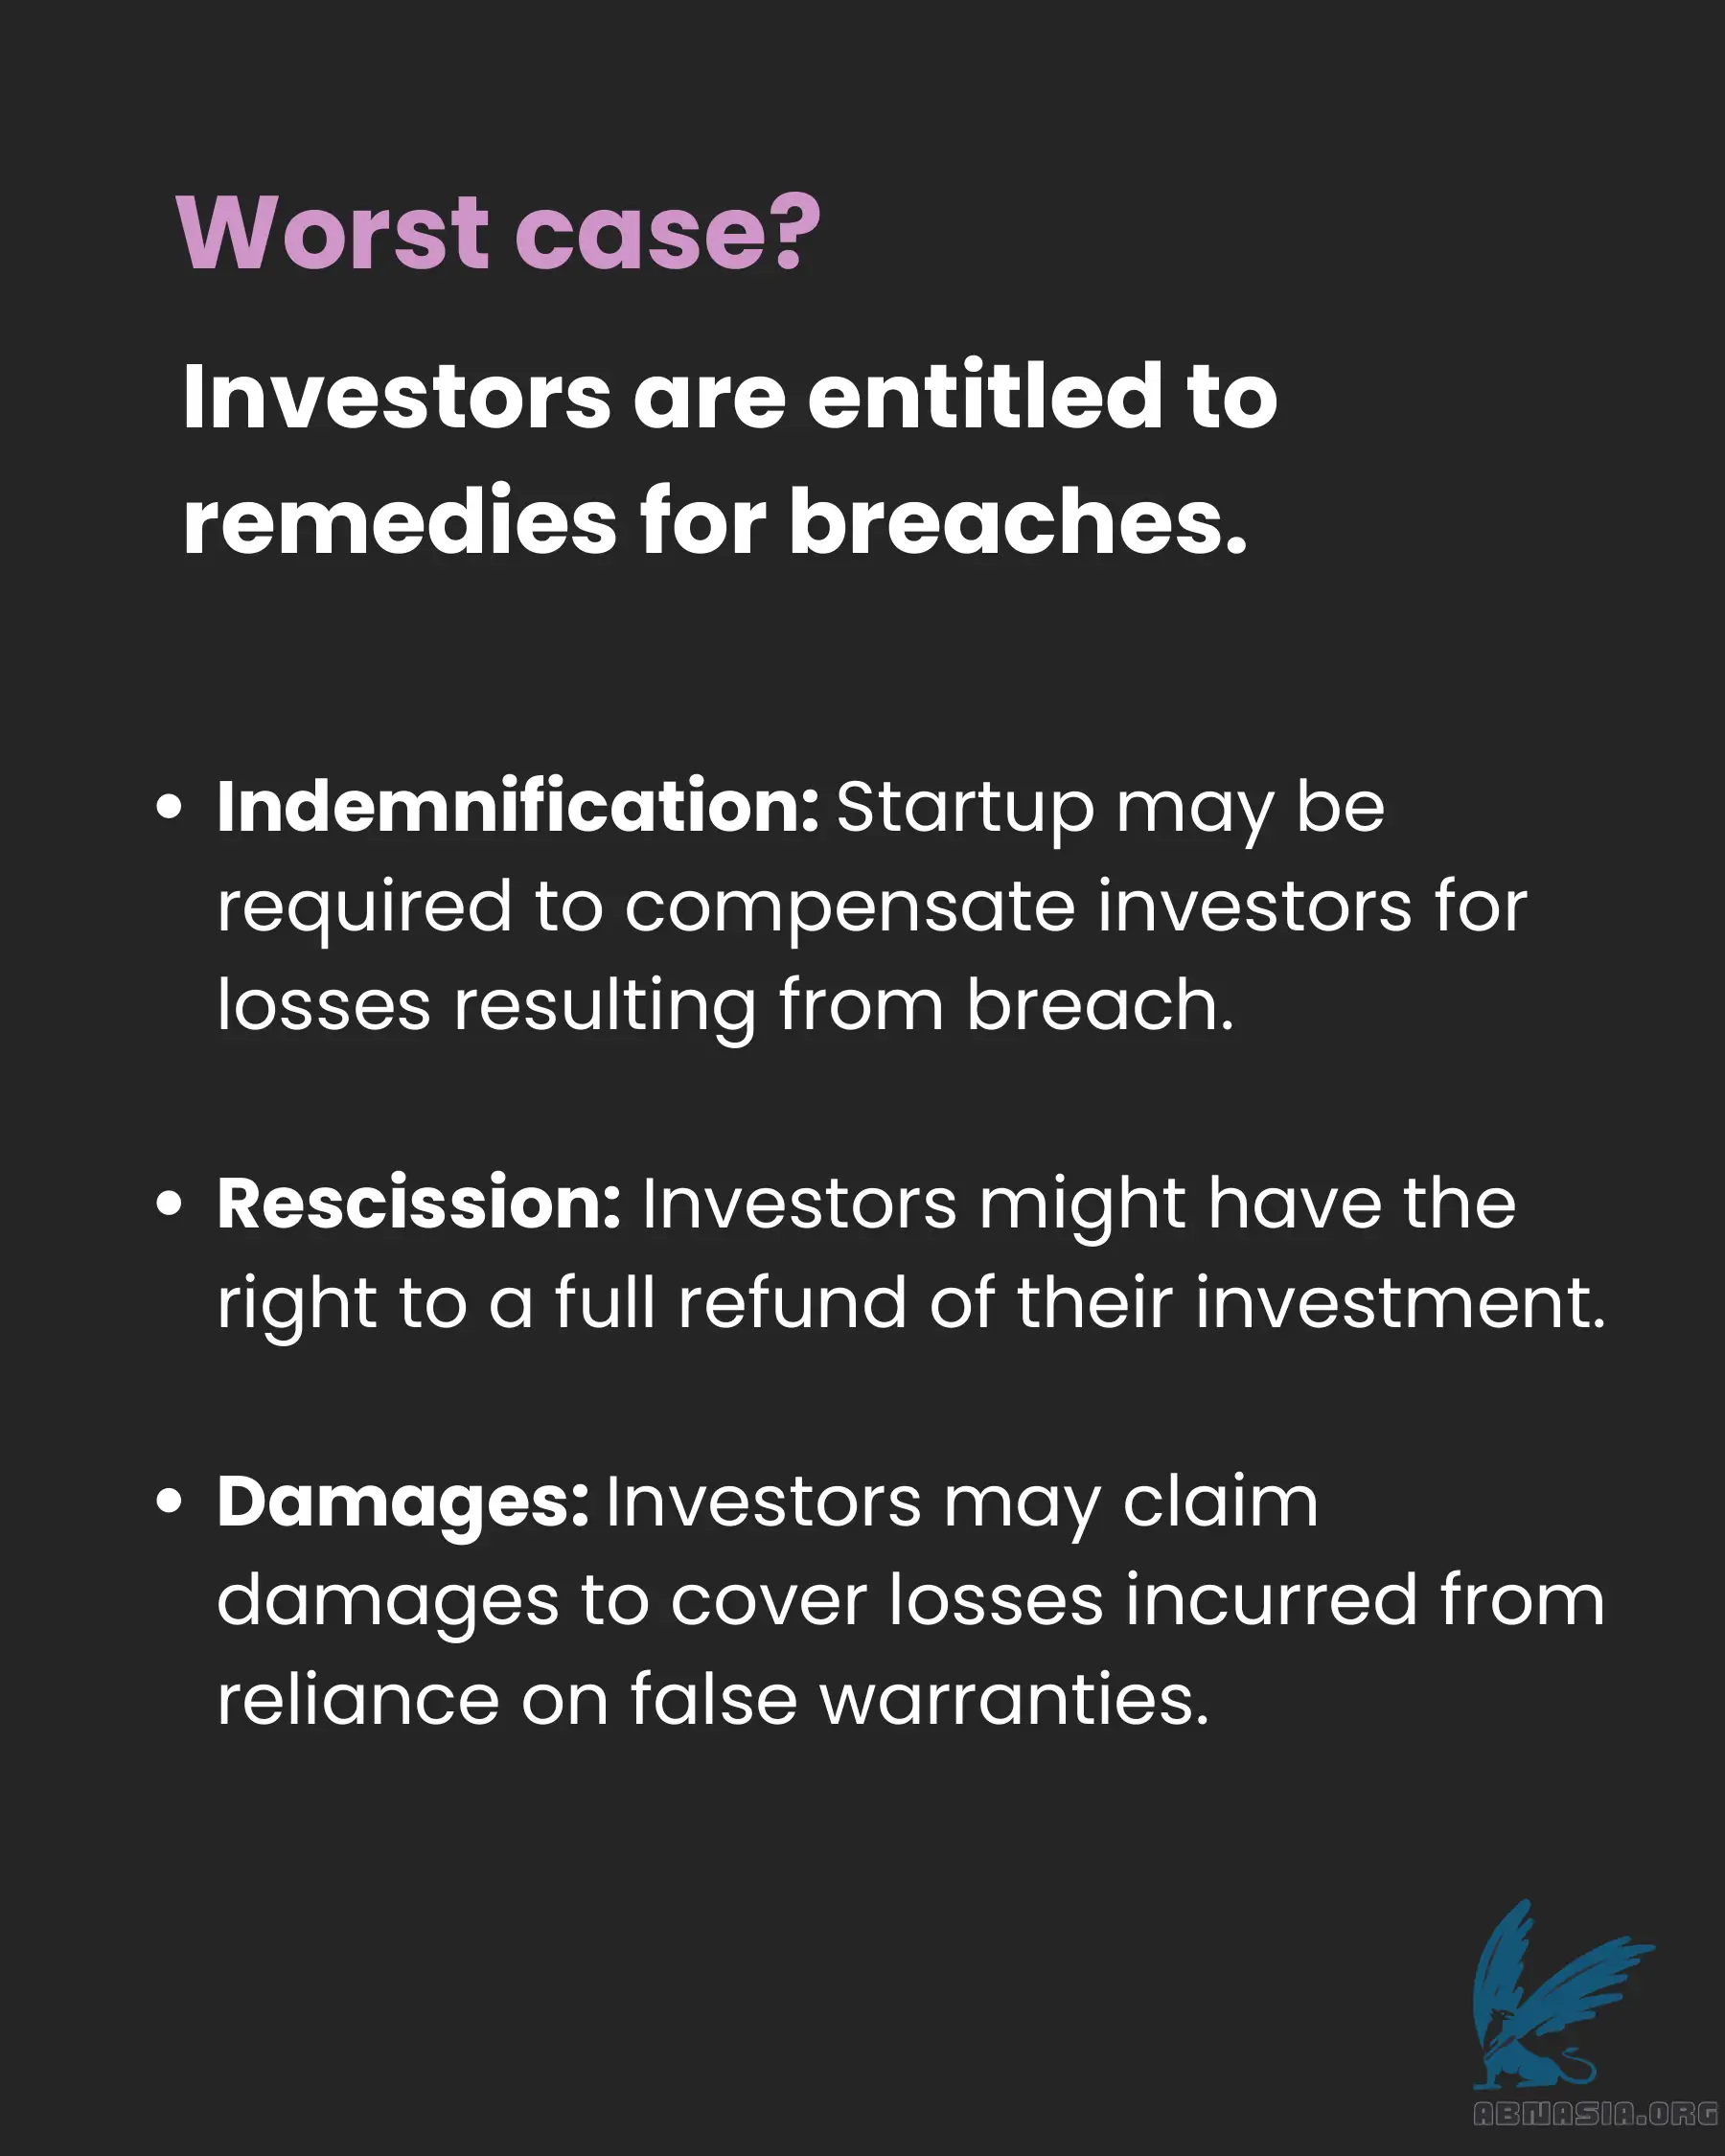 Worst case?
Investors are entitled to
remedies for breaches.
• Indemnification: Startup may be
required to compensate investors for
losses resulting from breach.
• Rescission: Investors might have the
right to a full refund of their investment.
• Damages: Investors may claim
damages to cover losses incurred from
reliance on false warranties.
ABNASIA.ORG